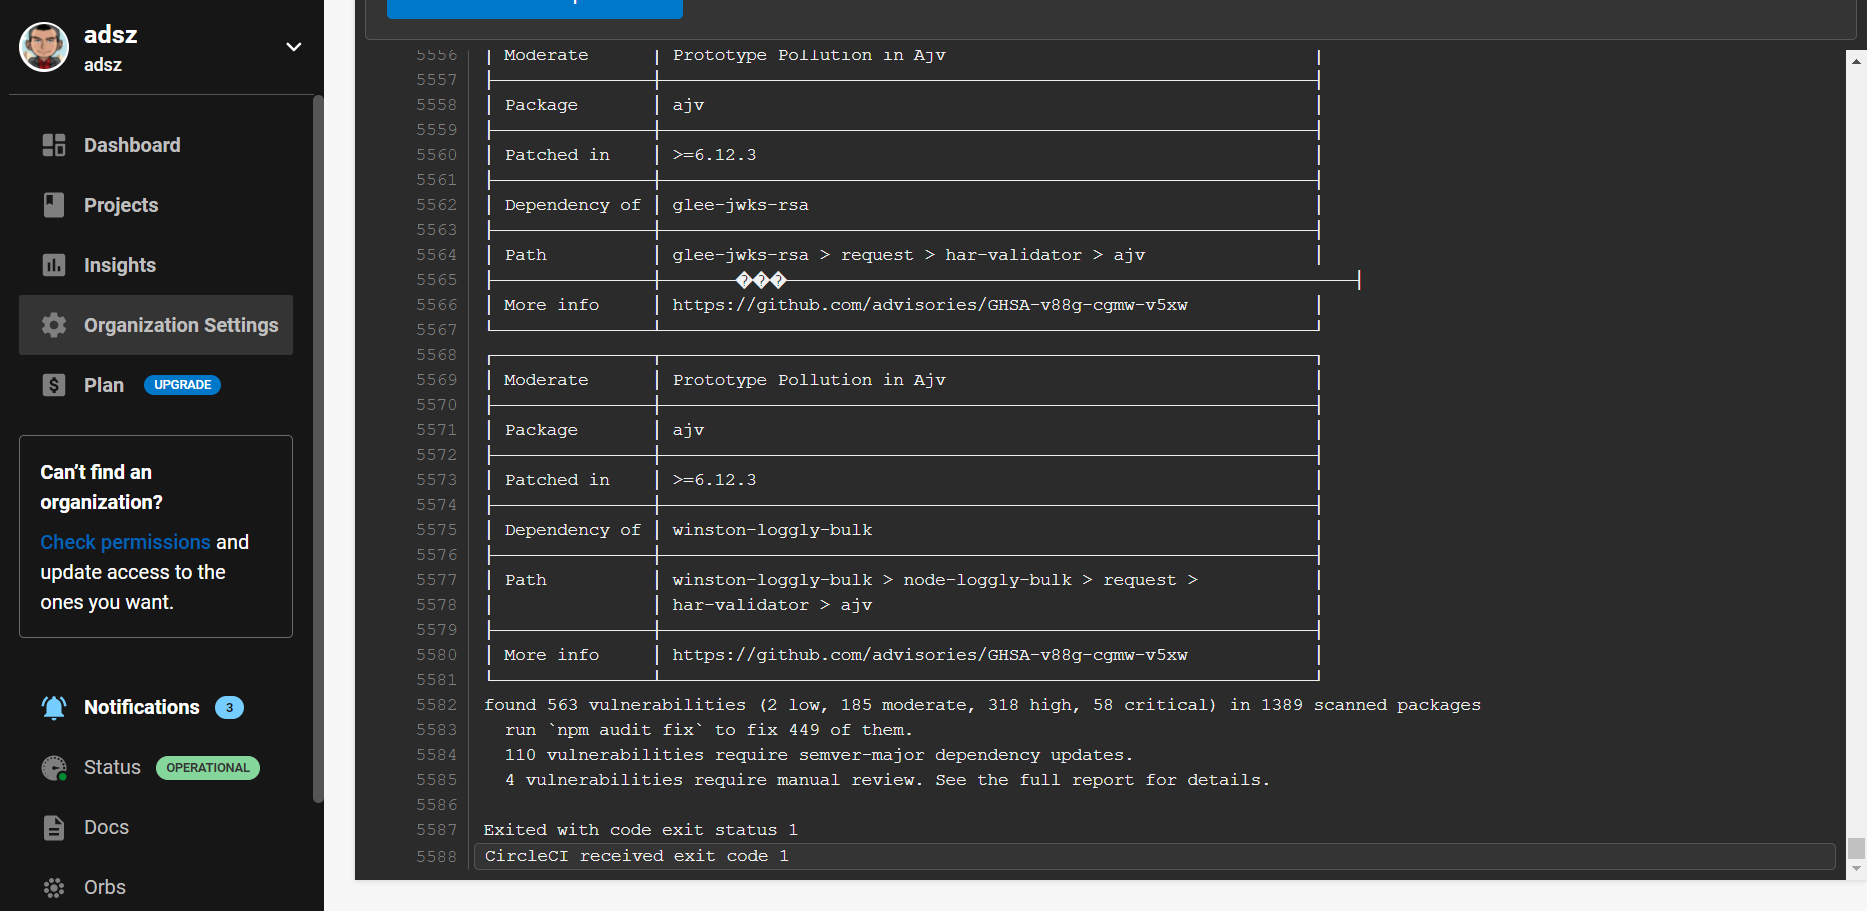 adsz
adsz
Dashboard
Projects
Insights
Organization Settings
Plan UPGRADE
Can't find an
organization?
Check permissions and
update access to the
ones you want.
Notifications 3
Status OPERATIONAL
Docs
Orbs
5556 Moderate Prototype Pollution in Ajv
5557
5558 Package ajv
5559
5560 Patched in >=6.12.3
5561
5562 Dependency of glee-jwks-rsa
5563
5564 Path glee-jwks-rsa > request > har-validator > ajv
5565 ���
5566 More info https://github.com/advisories/GHSA-v88g-cgmw-v5xw
5567
5568
5569 Moderate Prototype Pollution in Ajv
5570
5571 Package ajv
5572
5573 Patched in >=6.12.3
5574
5575 Dependency of winston-loggly-bulk
5576
5577 Path winston-loggly-bulk > node-loggly-bulk > request >
5578 har-validator > ajv
5579
5580 More info https://github.com/advisories/GHSA-v88g-cgmw-v5xw
5581
5582 found 563 vulnerabilities (2 low, 185 moderate, 318 high, 58 critical) in 1389 scanned packages
5583 run `npm audit fix` to fix 449 of them.
5584 110 vulnerabilities require semver-major dependency updates.
5585 4 vulnerabilities require manual review. See the full report for details.
5586
5587 Exited with code exit status 1
5588 CircleCI received exit code 1